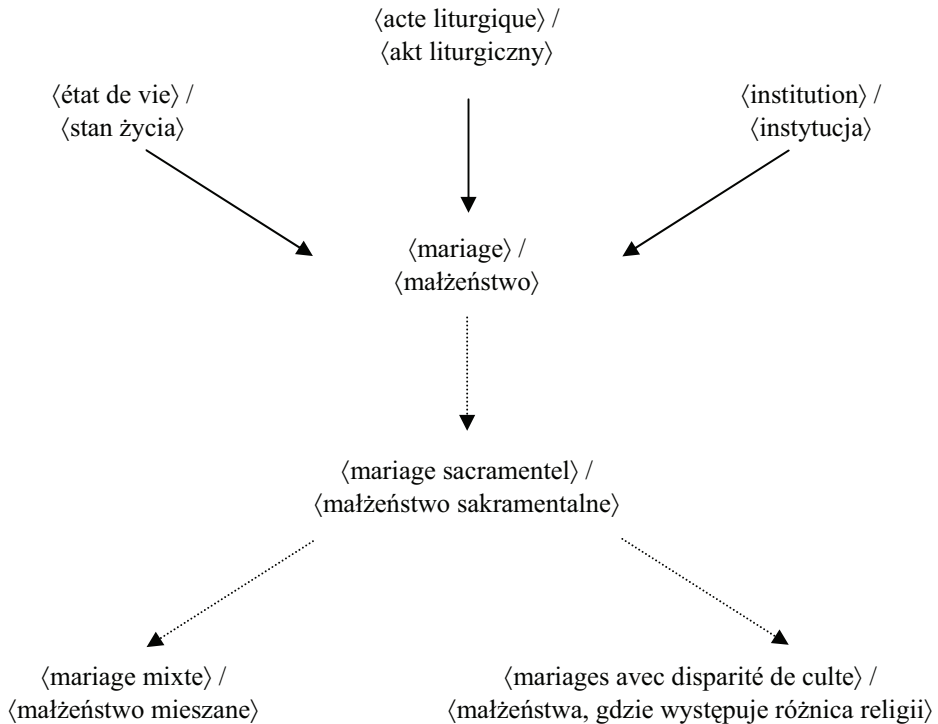 ⟨acte liturgique⟩ /
⟨akt liturgiczny⟩
⟨état de vie⟩ /
⟨stan życia⟩
⟨institution⟩ /
⟨instytucja⟩
⟨mariage⟩ /
⟨małżeństwo⟩
⟨mariage sacramentel⟩ /
⟨małżeństwo sakramentalne⟩
⟨mariage mixte⟩ /
⟨małżeństwo mieszane⟩
⟨mariages avec disparité de culte⟩ /
⟨małżeństwa, gdzie występuje różnica religii⟩